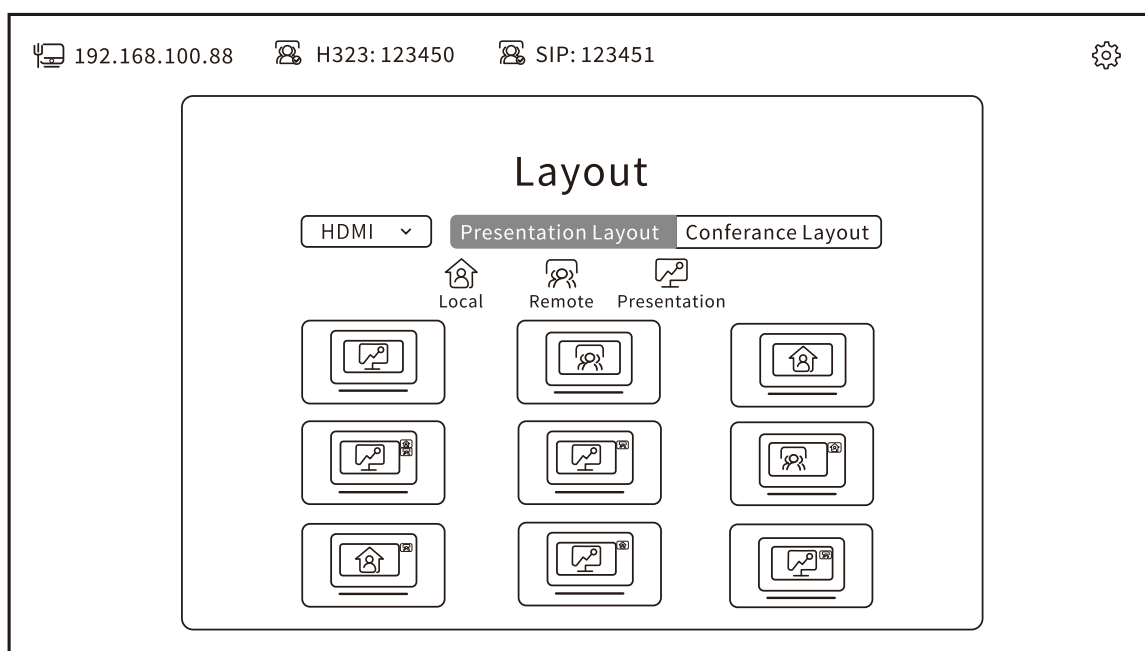 192.168.100.88 H323: 123450 SIP: 123451
Layout
HDMI Presentation Layout Conferance Layout
Local Remote Presentation